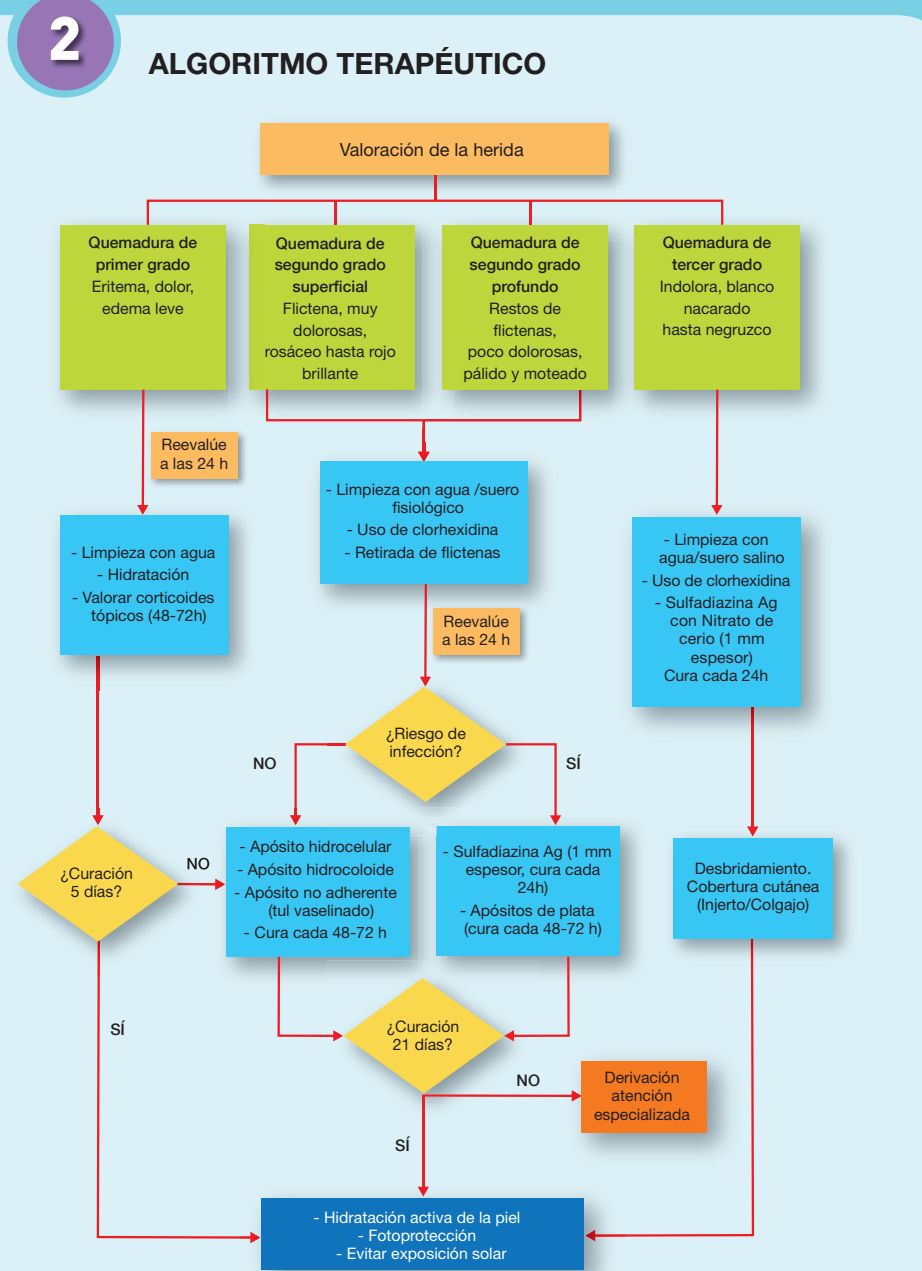 2
ALGORITMO TERAPÉUTICO
Valoración de la herida
Quemadura de
primer grado
Eritema, dolor,
edema leve
Quemadura de
segundo grado
superficial
Flictena, muy
dolorosas,
rosáceo hasta rojo
brillante
Quemadura de
segundo grado
profundo
Restos de
flictenas,
poco dolorosas,
pálido y moteado
Quemadura de
tercer grado
Indolora, blanco
nacarado
hasta negruzco
Reevalúe
a las 24 h
- Limpieza con agua /suero
fisiológico
- Uso de clorhexidina
- Retirada de flictenas
- Limpieza con agua
- Hidratación
- Valorar corticoides
tópicos (48-72h)
- Limpieza con
agua/suero salino
- Uso de clorhexidina
- Sulfadiazina Ag
con Nitrato de
cerio (1 mm
espesor)
Cura cada 24h
Reevalúe
a las 24 h
¿Riesgo de
infección?
NO
SÍ
¿Curación
5 días?
NO
- Apósito hidrocelular
- Apósito hidrocoloide
- Apósito no adherente
(tul vaselinado)
- Cura cada 48-72 h
- Sulfadiazina Ag (1 mm
espesor, cura cada
24h)
- Apósitos de plata
(cura cada 48-72 h)
Desbridamiento.
Cobertura cutánea
(Injerto/Colgajo)
SÍ
¿Curación
21 días?
NO
Derivación
atención
especializada
SÍ
- Hidratación activa de la piel
- Fotoprotección
- Evitar exposición solar